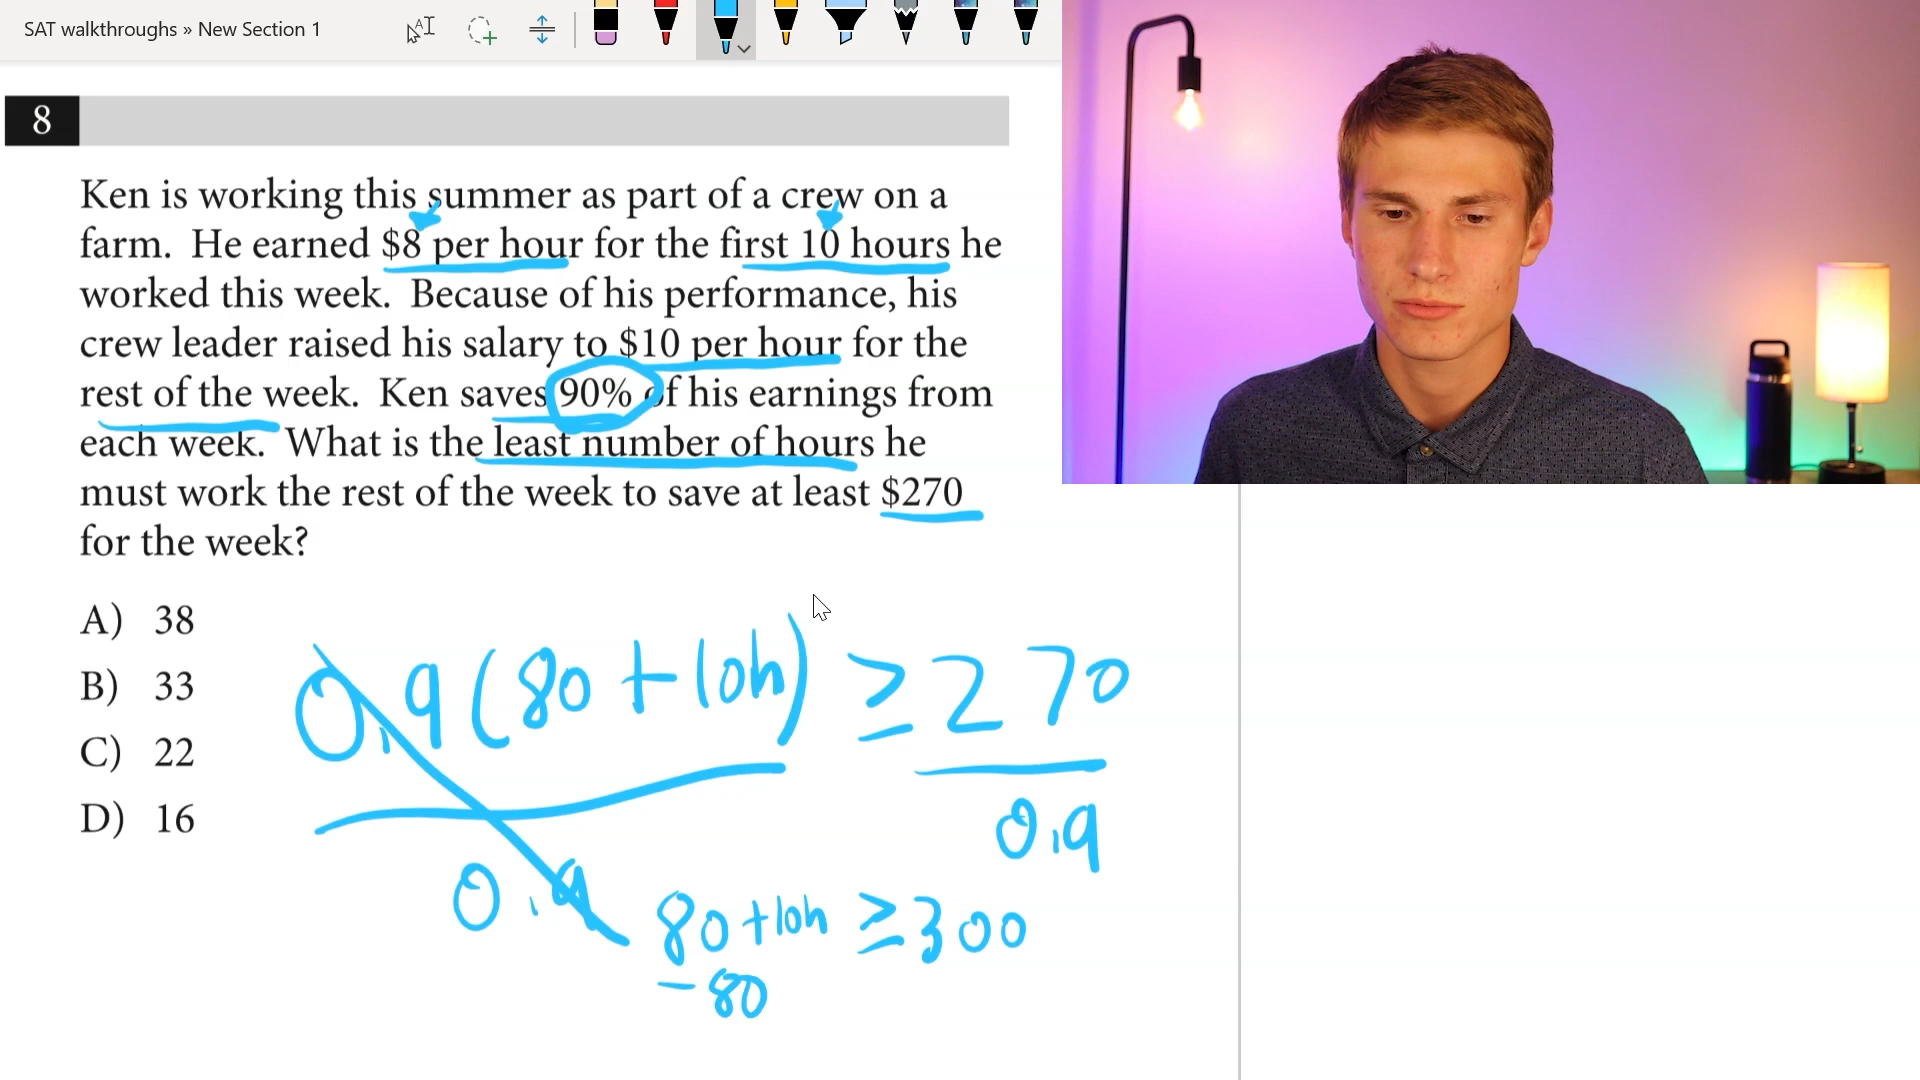 SAT walkthroughs » New Section 1
8
Ken is working this summer as part of a crew on a
farm. He earned $8 per hour for the first 10 hours he
worked this week. Because of his performance, his
crew leader raised his salary to $10 per hour for the
rest of the week. Ken saves 90% of his earnings from
each week. What is the least number of hours he
must work the rest of the week to save at least $270
for the week?
A) 38
B) 33
C) 22
D) 16
0.9(80+10h) ≥ 270
0.9
0.9
80+10h ≥ 300
-80